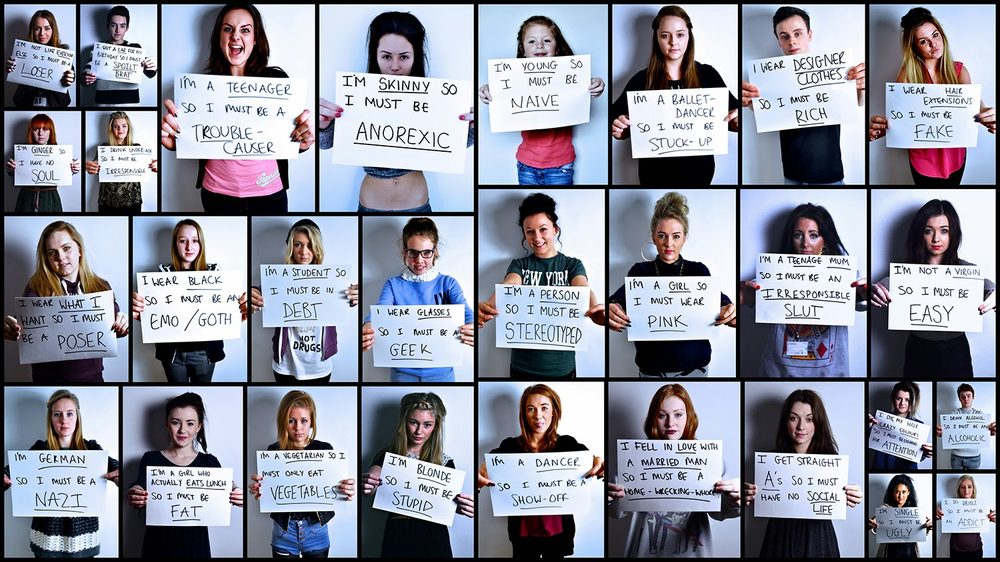 I'M NOT LIKE EVERYONE
ELSE SO I MUST BE A
LOSER
I GOT A CAR FOR MY
BIRTHDAY SO I MUST
BE A SPOILT
BRAT
I'M A TEENAGER
SO I MUST BE A
TROUBLE-
CAUSER
I'M SKINNY SO
I MUST BE
ANOREXIC
I'M YOUNG SO
I MUST BE
NAIVE
I'M A BALLET-
DANCER
SO I MUST BE
STUCK-UP
I WEAR DESIGNER
CLOTHES
SO I MUST BE
RICH
I WEAR HAIR
EXTENSIONS
SO I MUST BE
FAKE
I'M GINGER SO
I HAVE NO
SOUL
I DRINK UNDER-AGE
SO I MUST BE
IRRESPONSIBLE
Superdry
I WEAR WHAT I
WANT SO I MUST
BE A POSER
I WEAR BLACK
SO I MUST BE AN
EMO / GOTH
I'M A STUDENT SO
I MUST BE IN
DEBT
NOT
DRUGS
I WEAR GLASSES
SO I MUST BE A
GEEK
NEW YORK
I'M A PERSON
SO I MUST BE
STEREOTYPED
I'M A GIRL SO
I MUST WEAR
PINK
I'M A TEENAGE MUM
SO I MUST BE AN
IRRESPONSIBLE
SLUT
I'M NOT A VIRGIN
SO I MUST BE
EASY
I'M GERMAN
SO I MUST BE A
NAZI
I'M A GIRL WHO
ACTUALLY EATS LUNCH
SO I MUST BE
FAT
I'M A VEGETARIAN SO I
MUST ONLY EAT
VEGETABLES
I'M BLONDE
SO I MUST BE
STUPID
I'M A DANCER
SO I MUST BE A
SHOW-OFF
I FELL IN LOVE WITH
A MARRIED MAN
SO I MUST BE A
HOME-WRECKING-WHORE
I GET STRAIGHT
A's SO I MUST
HAVE NO SOCIAL
LIFE
I DYE MY HAIR
CRAZY COLOURS
SO I MUST BE LOOKING
FOR ATTENTION
I DRINK ALCOHOL
SO I MUST BE AN
ALCOHOLIC
I'M SINGLE
SO I MUST BE
UGLY
I DO DRUGS
SO I MUST BE
AN ADDICT